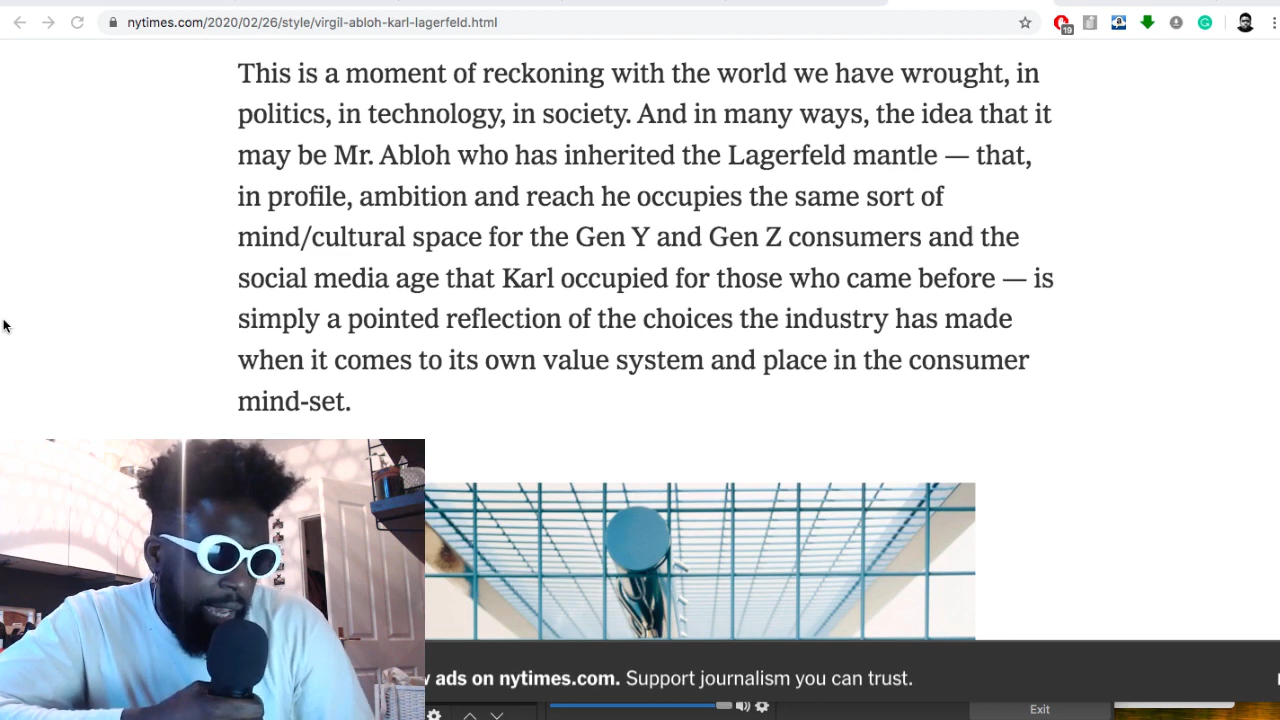 nytimes.com/2020/02/26/style/virgil-abloh-karl-lagerfeld.html
19
This is a moment of reckoning with the world we have wrought, in
politics, in technology, in society. And in many ways, the idea that it
may be Mr. Abloh who has inherited the Lagerfeld mantle — that,
in profile, ambition and reach he occupies the same sort of
mind/cultural space for the Gen Y and Gen Z consumers and the
social media age that Karl occupied for those who came before — is
simply a pointed reflection of the choices the industry has made
when it comes to its own value system and place in the consumer
mind-set.
ads on nytimes.com. Support journalism you can trust.
Exit